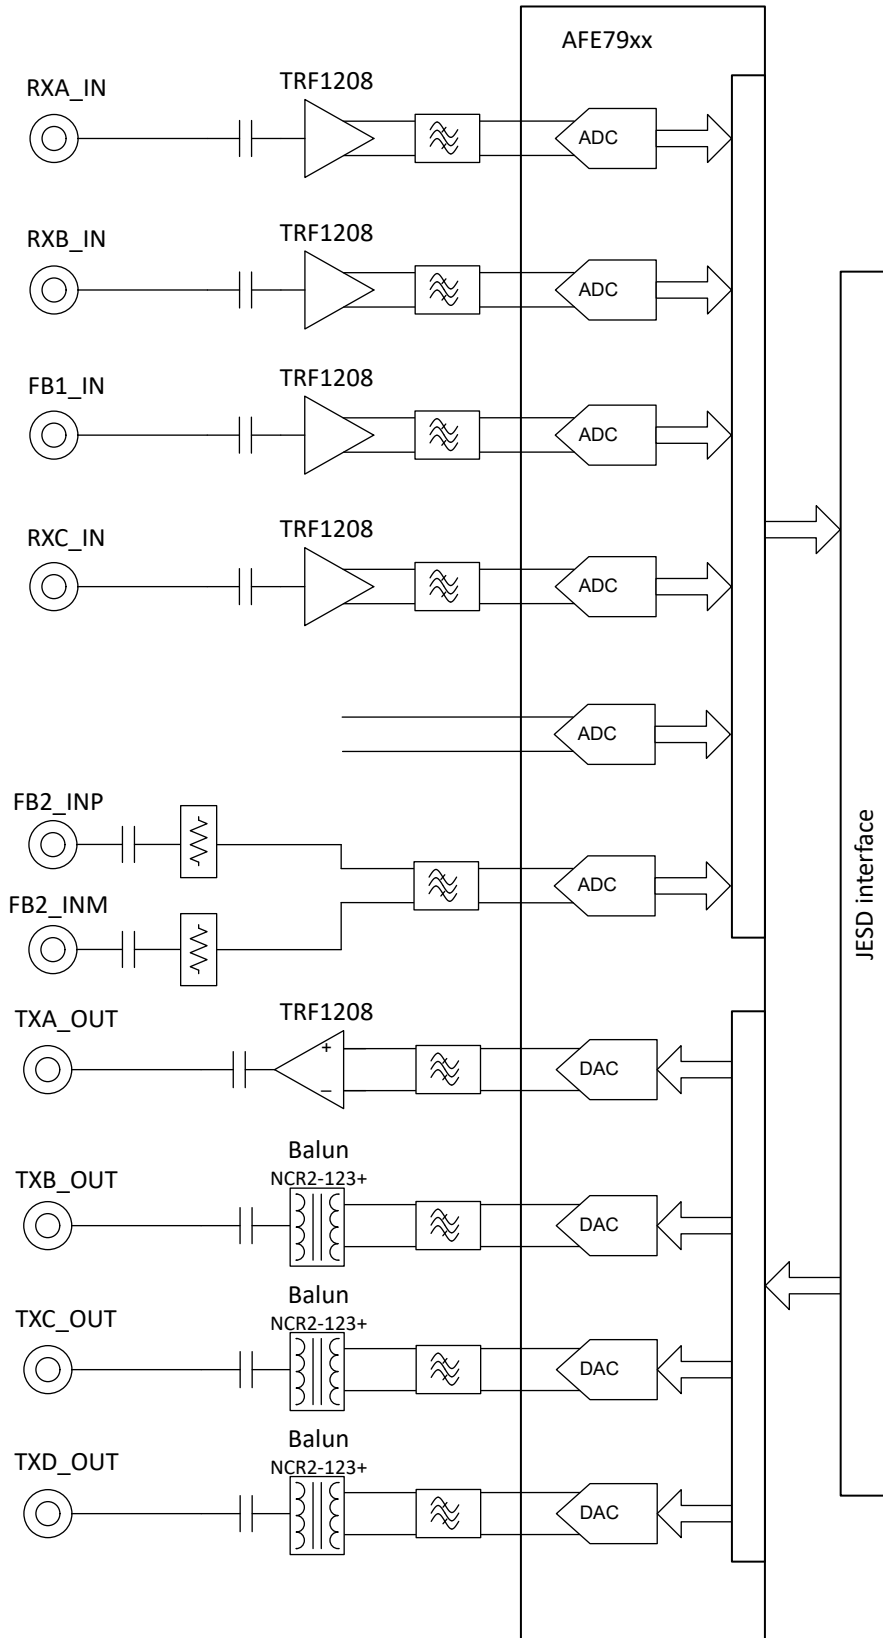 AFE79xx
RXA_IN
TRF1208
ADC
RXB_IN
TRF1208
ADC
FB1_IN
TRF1208
ADC
RXC_IN
TRF1208
ADC
ADC
FB2_INP
ADC
FB2_INM
JESD interface
TXA_OUT
TRF1208
+
–
DAC
TXB_OUT
Balun
NCR2-123+
DAC
TXC_OUT
Balun
NCR2-123+
DAC
TXD_OUT
Balun
NCR2-123+
DAC